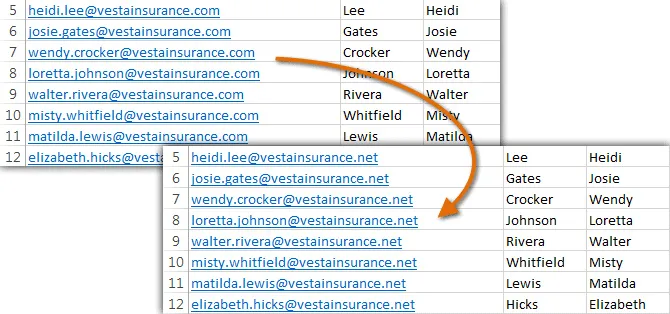 5 heidi.lee@vestainsurance.com Lee Heidi
6 josie.gates@vestainsurance.com Gates Josie
7 wendy.crocker@vestainsurance.com Crocker Wendy
8 loretta.johnson@vestainsurance.com Johnson Loretta
9 walter.rivera@vestainsurance.com Rivera Walter
10 misty.whitfield@vestainsurance.com Whitfield Misty
11 matilda.lewis@vestainsurance.com Lewis Matilda
12 elizabeth.hicks@vesta
5 heidi.lee@vestainsurance.net Lee Heidi
6 josie.gates@vestainsurance.net Gates Josie
7 wendy.crocker@vestainsurance.net Crocker Wendy
8 loretta.johnson@vestainsurance.net Johnson Loretta
9 walter.rivera@vestainsurance.net Rivera Walter
10 misty.whitfield@vestainsurance.net Whitfield Misty
11 matilda.lewis@vestainsurance.net Lewis Matilda
12 elizabeth.hicks@vestainsurance.net Hicks Elizabeth